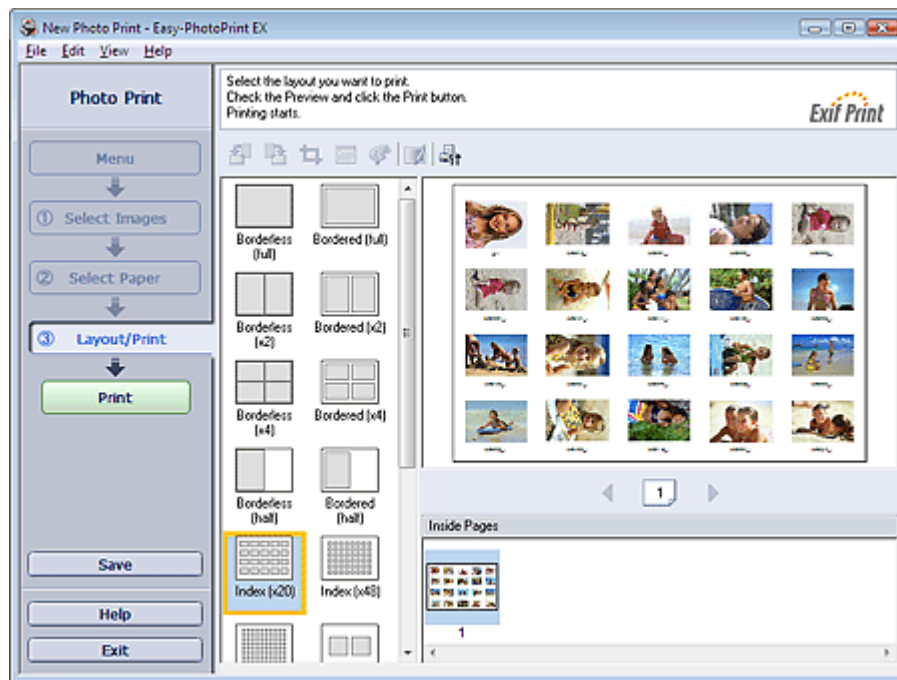 New Photo Print - Easy-PhotoPrint EX
File Edit View Help
Photo Print
Menu
① Select Images
② Select Paper
③ Layout/Print
Print
Save
Help
Exit
Select the layout you want to print.
Check the Preview and click the Print button.
Printing starts.
Exif Print
Borderless
(full)
Bordered (full)
Borderless
(x2)
Bordered (x2)
Borderless
(x4)
Bordered (x4)
Borderless
(half)
Bordered
(half)
Index (x20)
Index (x48)
1
Inside Pages
1